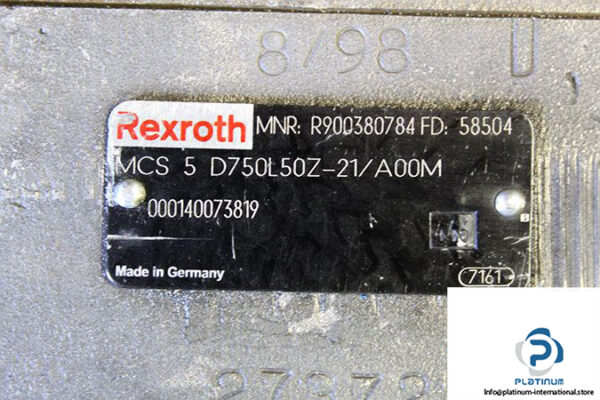 8/98 U
Rexroth MNR: R900380784 FD: 58504
MCS 5 D750L50Z-21/A00M
000140073819
Made in Germany
7161
PLATINUM
Info@platinum-international.store